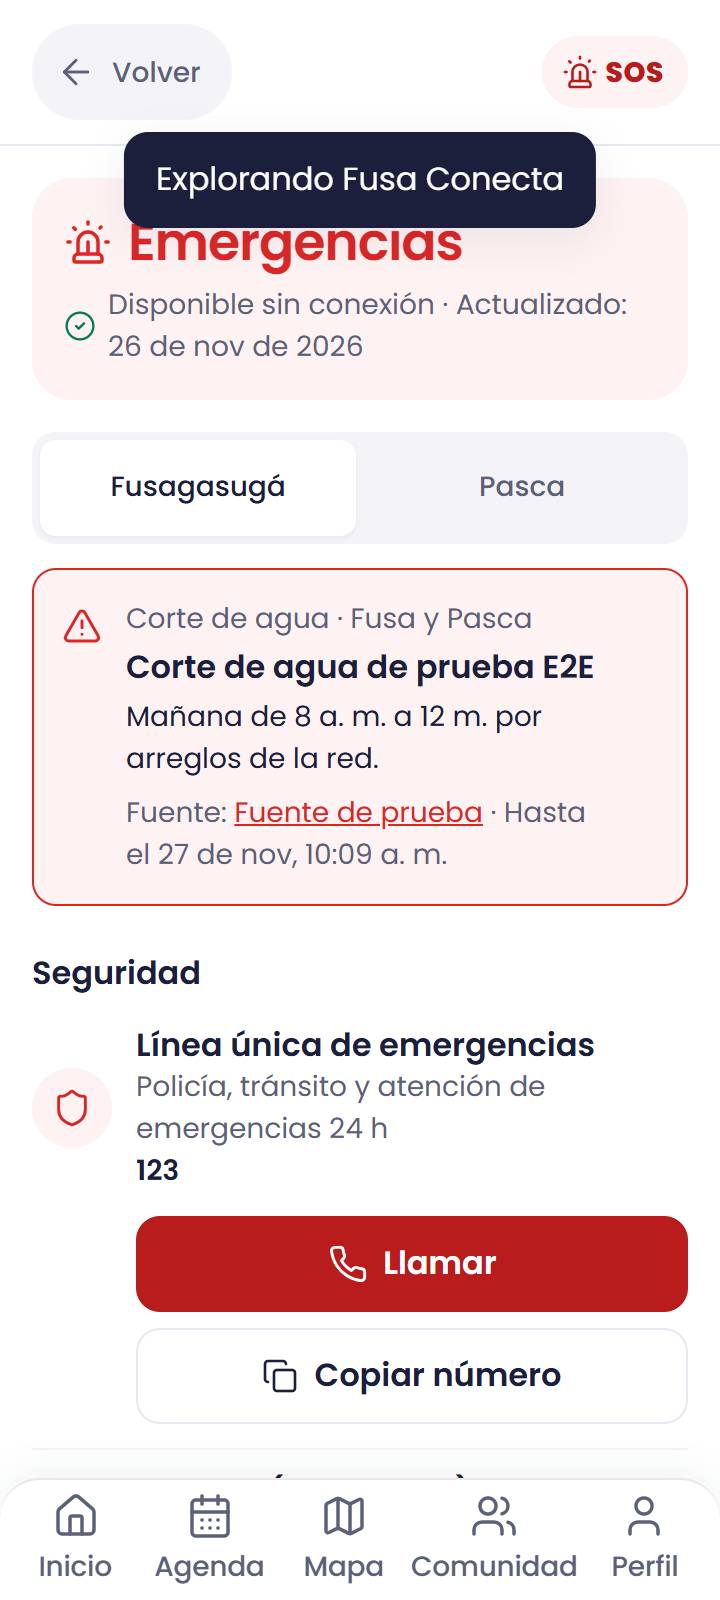 Volver
SOS
Explorando Fusa Conecta
Emergencias
Disponible sin conexión · Actualizado:
26 de nov de 2026
Fusagasugá
Pasca
Corte de agua · Fusa y Pasca
Corte de agua de prueba E2E
Mañana de 8 a. m. a 12 m. por
arreglos de la red.
Fuente: Fuente de prueba · Hasta
el 27 de nov, 10:09 a. m.
Seguridad
Línea única de emergencias
Policía, tránsito y atención de
emergencias 24 h
123
Llamar
Copiar número
Inicio
Agenda
Mapa
Comunidad
Perfil